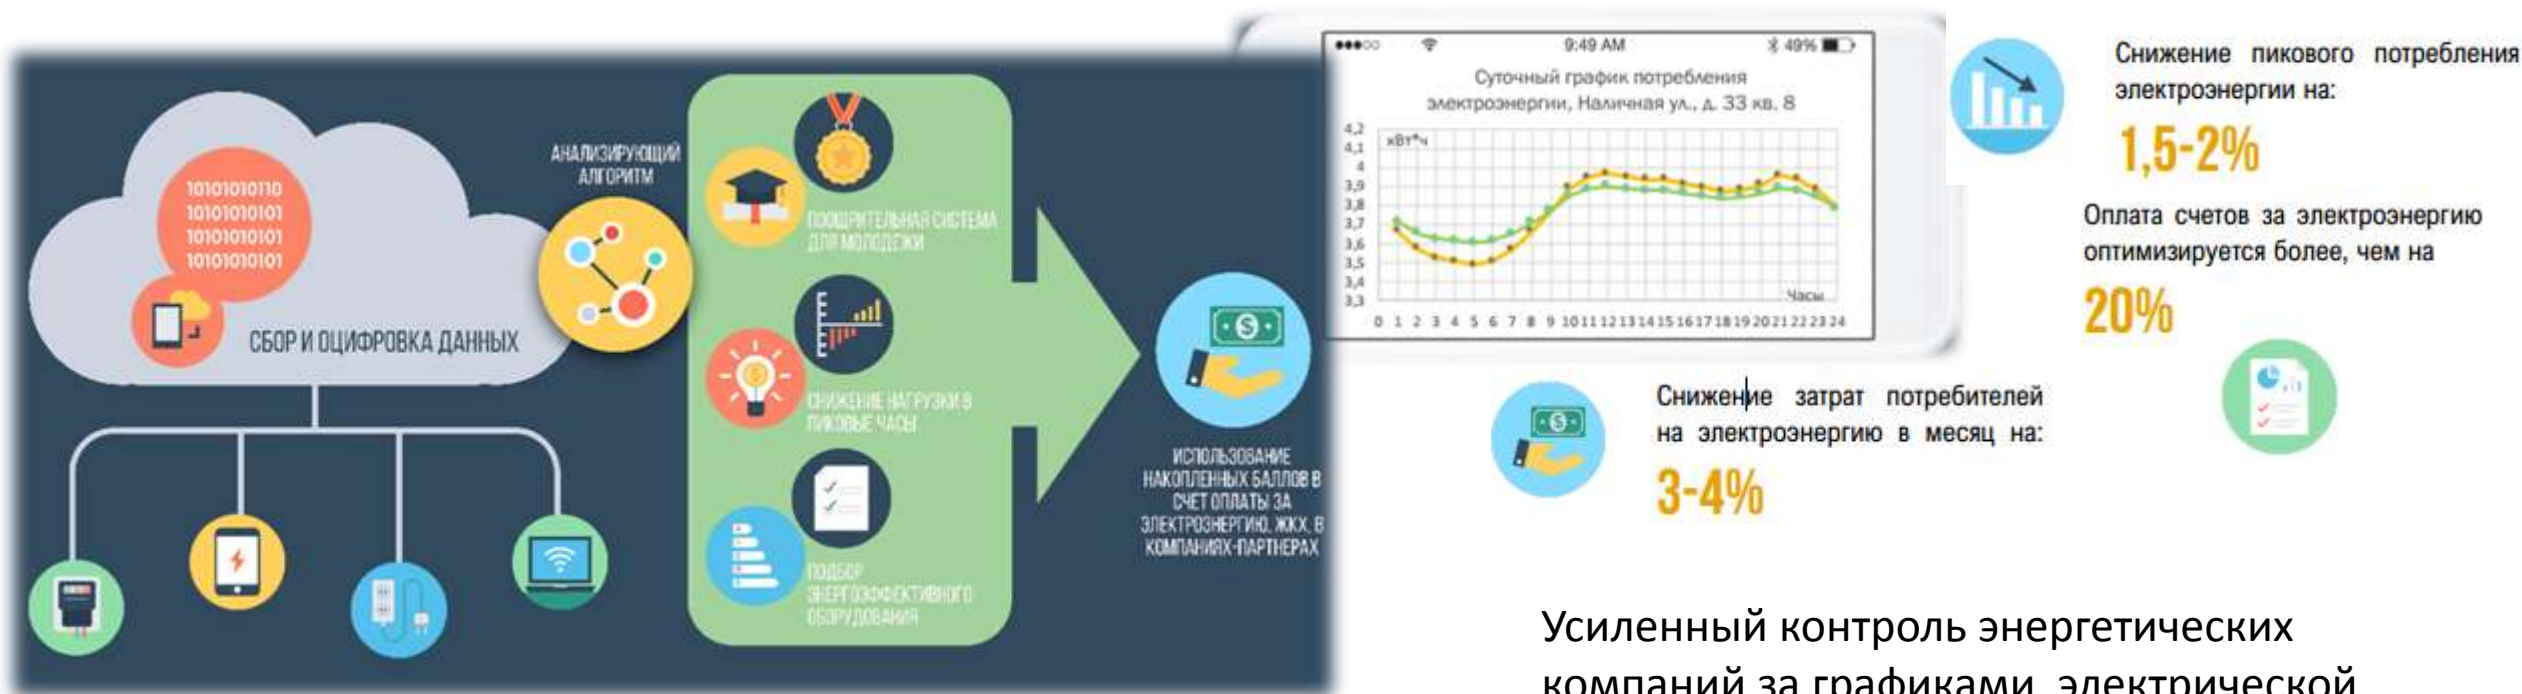 10101010110
10101010101
10101010101
10101010101
СБОР И ОЦИФРОВКА ДАННЫХ
АНАЛИЗИРУЮЩИЙ
АЛГОРИТМ
ПООЩРИТЕЛЬНАЯ СИСТЕМА
ДЛЯ МОЛОДЕЖИ
СНИЖЕНИЕ НАГРУЗКИ В
ПИКОВЫЕ ЧАСЫ
ПОДБОР
ЭНЕРГОЭФФЕКТИВНОГО
ОБОРУДОВАНИЯ
ИСПОЛЬЗОВАНИЕ
НАКОПЛЕННЫХ БАЛЛОВ В
СЧЕТ ОПЛАТЫ ЗА
ЭЛЕКТРОЭНЕРГИЮ, ЖКХ, В
КОМПАНИЯХ-ПАРТНЕРАХ
9:49 AM 49%
Суточный график потребления
электроэнергии, Наличная ул., д. 33 кв. 8
кВт*ч
4,2
4,1
4
3,9
3,8
3,7
3,6
3,5
3,4
3,3
Часы
0 1 2 3 4 5 6 7 8 9 10 11 12 13 14 15 16 17 18 19 20 21 22 23 24
Снижение пикового потребления
электроэнергии на:
1,5-2%
Оплата счетов за электроэнергию
оптимизируется более, чем на
20%
Снижение затрат потребителей
на электроэнергию в месяц на:
3-4%
Усиленный контроль энергетических
компаний за графиками электрической